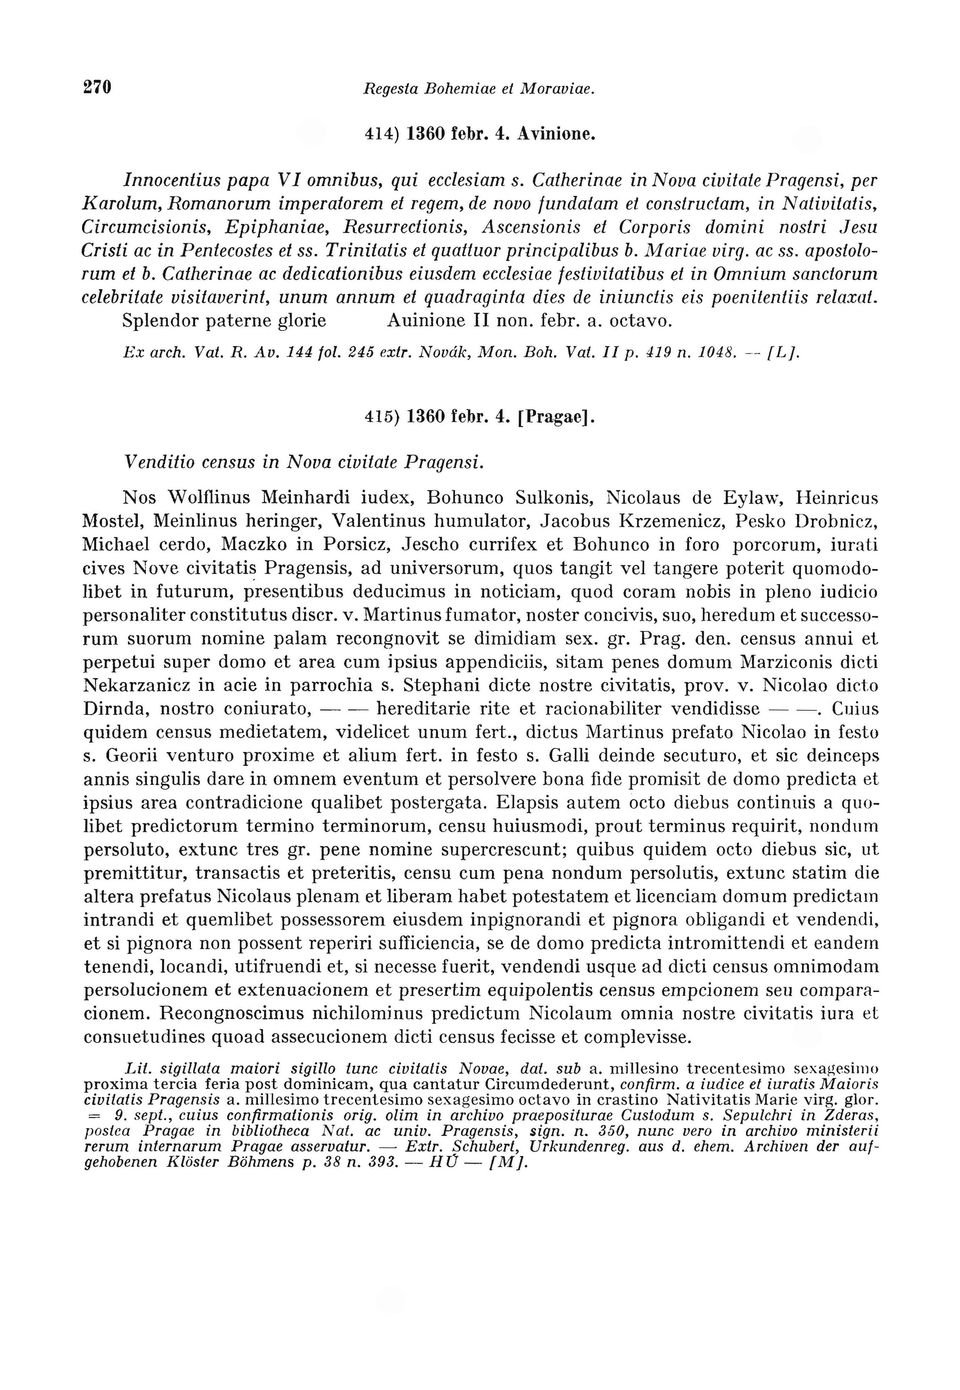 270
Regesta Bohemiae et Moraviae.
414) 1360 febr. 4. Avinione.
Innocentius papa VI omnibus, qui ecclesiam s. Catherinae in Nova civitate Pragensi, per
Karolum, Romanorum imperatorem et regem, de novo fundatam et constructam, in Nativitatis,
Circumcisionis, Epiphaniae, Resurrectionis, Ascensionis et Corporis domini nostri Jesu
Cristi ac in Pentecostes et ss. Trinitatis et quattuor principalibus b. Mariae virg. ac ss. apostolo-
rum et b. Catherinae ac dedicationibus eiusdem ecclesiae festivitatibus et in Omnium sanctorum
celebritate visitaverint, unum annum et quadraginta dies de iniunctis eis poenitentiis relaxat.
Splendor paterne glorie Auinione II non. febr. a. octavo.
Ex arch. Vat. R. Av. 144 fol. 245 extr. Novák, Mon. Boh. Vat. II p. 419 n. 1048. -- [L].
415) 1360 febr. 4. [Pragae].
Venditio census in Nova civitate Pragensi.
Nos Wolflinus Meinhardi iudex, Bohunco Sulkonis, Nicolaus de Eylaw, Heinricus
Mostel, Meinlinus heringer, Valentinus humulator, Jacobus Krzemenicz, Pesko Drobnicz,
Michael cerdo, Maczko in Porsicz, Jescho currifex et Bohunco in foro porcorum, iurati
cives Nove civitatis Pragensis, ad universorum, quos tangit vel tangere poterit quomodo-
libet in futurum, presentibus deducimus in noticiam, quod coram nobis in pleno iudicio
personaliter constitutus discr. v. Martinus fumator, noster concivis, suo, heredum et successo-
rum suorum nomine palam recongnovit se dimidiam sex. gr. Prag. den. census annui et
perpetui super domo et area cum ipsius appendiciis, sitam penes domum Marziconis dicti
Nekarzanicz in acie in parrochia s. Stephani dicte nostre civitatis, prov. v. Nicolao dicto
Dirnda, nostro coniurato, — — hereditarie rite et racionabiliter vendidisse — —. Cuius
quidem census medietatem, videlicet unum fert., dictus Martinus prefato Nicolao in festo
s. Georii venturo proxime et alium fert. in festo s. Galli deinde secuturo, et sic deinceps
annis singulis dare in omnem eventum et persolvere bona fide promisit de domo predicta et
ipsius area contradicione qualibet postergata. Elapsis autem octo diebus continuis a quo-
libet predictorum termino terminorum, censu huiusmodi, prout terminus requirit, nondum
persoluto, extunc tres gr. pene nomine supercrescunt; quibus quidem octo diebus sic, ut
premittitur, transactis et preteritis, censu cum pena nondum persolutis, extunc statim die
altera prefatus Nicolaus plenam et liberam habet potestatem et licenciam domum predictam
intrandi et quemlibet possessorem eiusdem inpignorandi et pignora obligandi et vendendi,
et si pignora non possent reperiri sufficiencia, se de domo predicta intromittendi et eandem
tenendi, locandi, utifruendi et, si necesse fuerit, vendendi usque ad dicti census omnimodam
persolucionem et extenuacionem et presertim equipolentis census empcionem seu compara-
cionem. Recongnoscimus nichilominus predictum Nicolaum omnia nostre civitatis iura et
consuetudines quoad assecucionem dicti census fecisse et complevisse.
Lit. sigillata maiori sigillo tunc civitatis Novae, dat. sub a. millesino trecentesimo sexagesimo
proxima tercia feria post dominicam, qua cantatur Circumdederunt, confirm. a iudice et iuratis Maioris
civitatis Pragensis a. millesimo trecentesimo sexagesimo octavo in crastino Nativitatis Marie virg. glor.
= 9. sept., cuius confirmationis orig. olim in archivo praepositurae Custodum s. Sepulchri in Zderas,
postea Pragae in bibliotheca Nat. ac univ. Pragensis, sign. n. 350, nunc vero in archivo ministerii
rerum internarum Pragae asservatur. — Extr. Schubert, Urkundenreg. aus d. ehem. Archiven der auf-
gehobenen Klöster Böhmens p. 38 n. 393. — HÚ — [M].